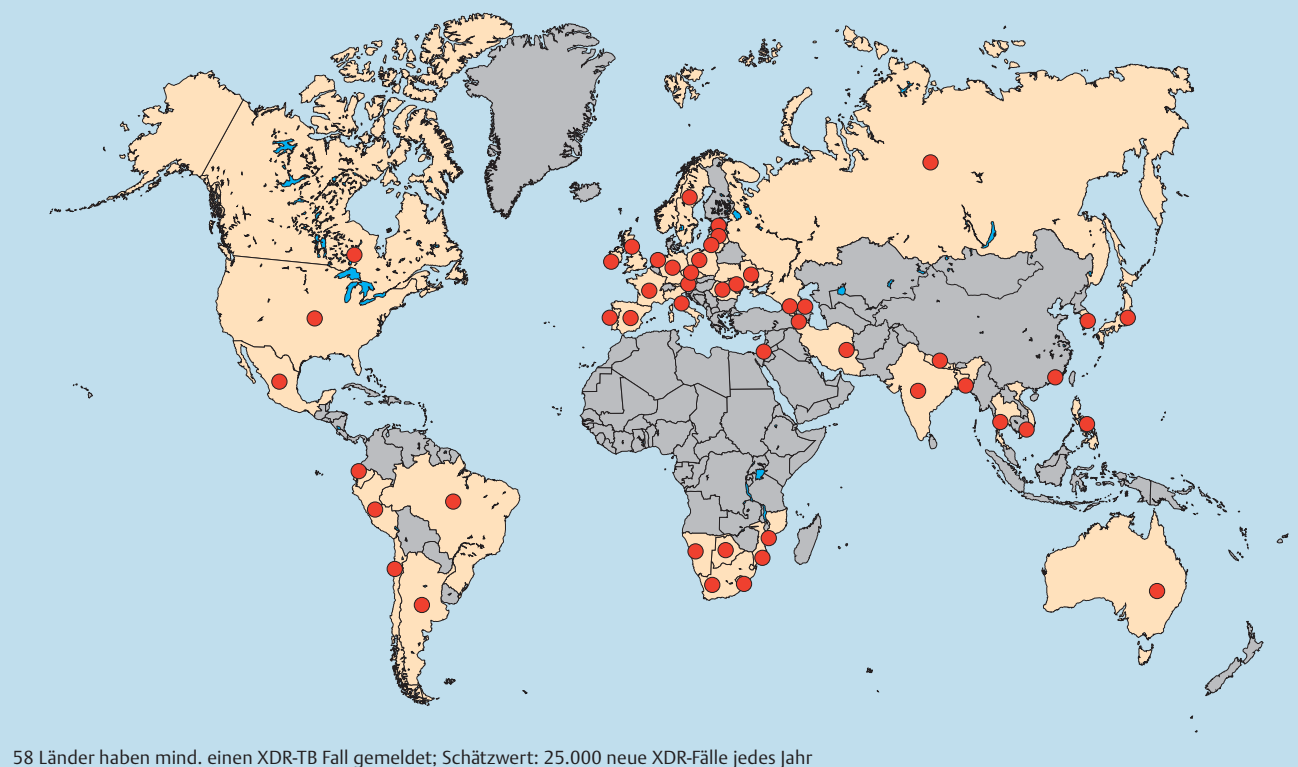 58 Länder haben mind. einen XDR-TB Fall gemeldet; Schätzwert: 25.000 neue XDR-Fälle jedes Jahr